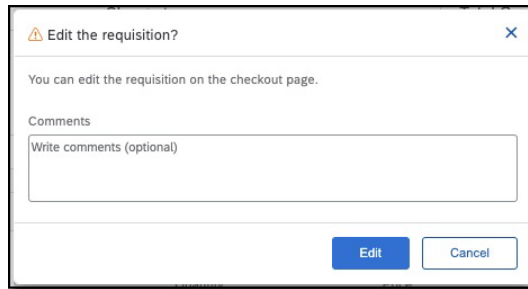 Edit the requisition?
You can edit the requisition on the checkout page.
Comments
Write comments (optional)
Edit
Cancel